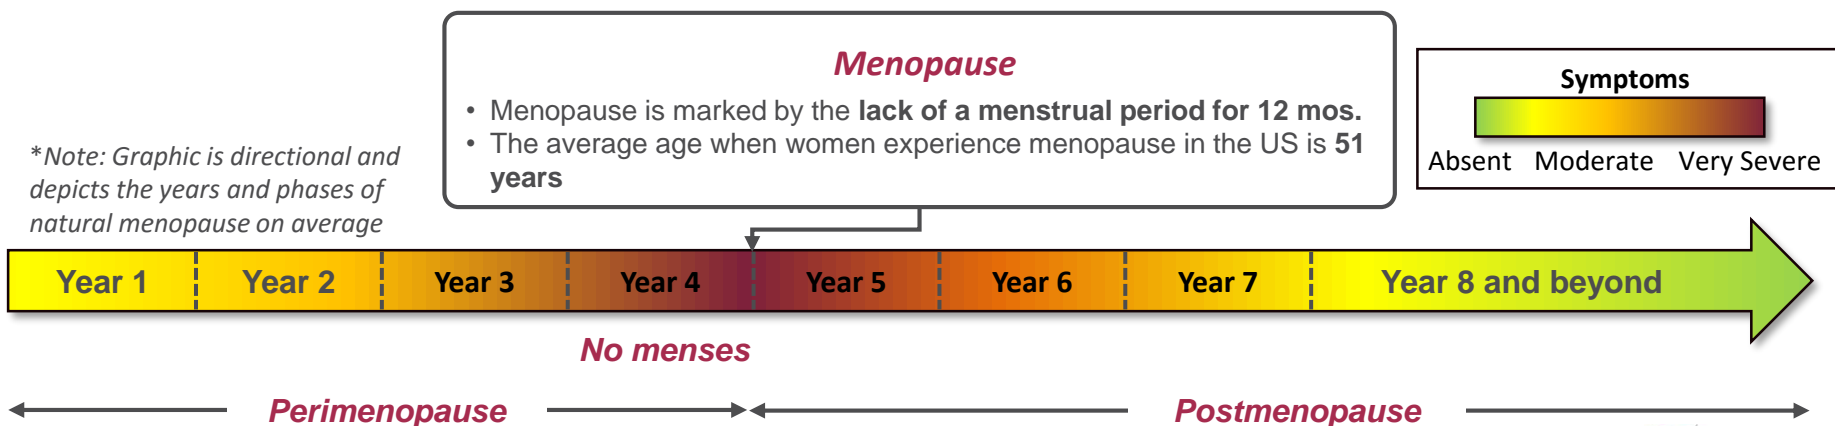 Menopause
• Menopause is marked by the lack of a menstrual period for 12 mos.
• The average age when women experience menopause in the US is 51
years
Symptoms
Absent Moderate Very Severe
*Note: Graphic is directional and
depicts the years and phases of
natural menopause on average
Year 1 Year 2 Year 3 Year 4 Year 5 Year 6 Year 7 Year 8 and beyond
No menses
Perimenopause Postmenopause